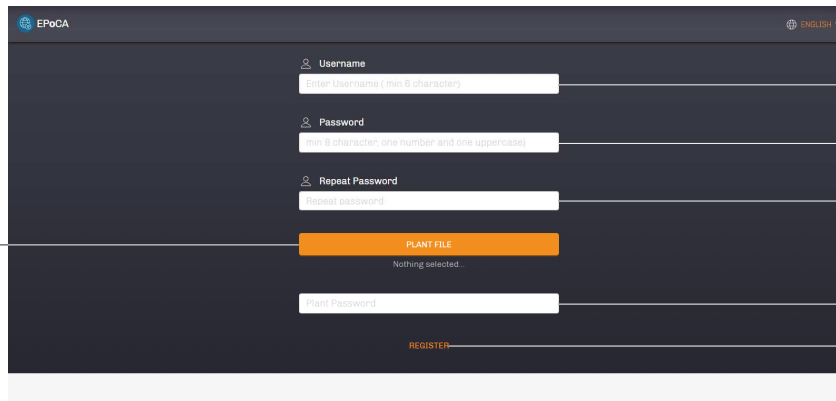 EPoCA
ENGLISH
Username
Enter Username ( min 6 character)
Password
min 8 character, one number and one uppercase)
Repeat Password
Repeat password
PLANT FILE
Nothing selected...
Plant Password
REGISTER